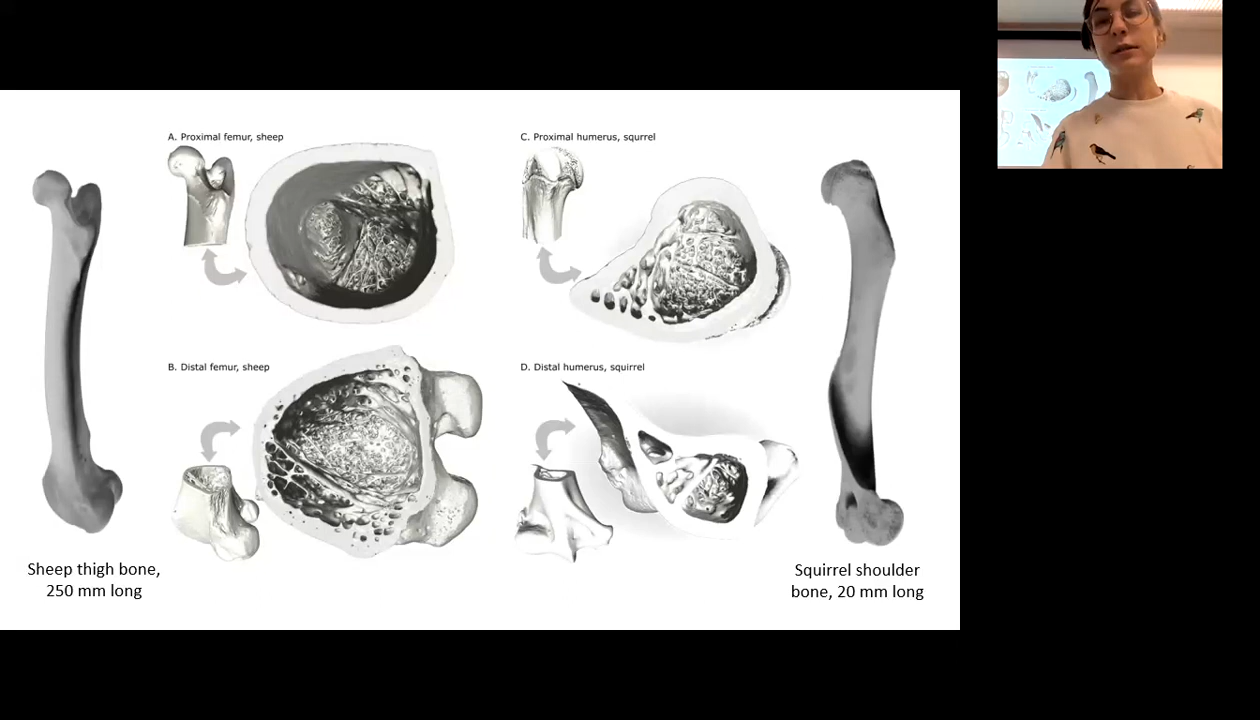 A. Proximal femur, sheep
C. Proximal humerus, squrrel
B. Distal femur, sheep
D. Distal humerus, squirrel
Sheep thigh bone,
250 mm long
Squirrel shoulder
bone, 20 mm long